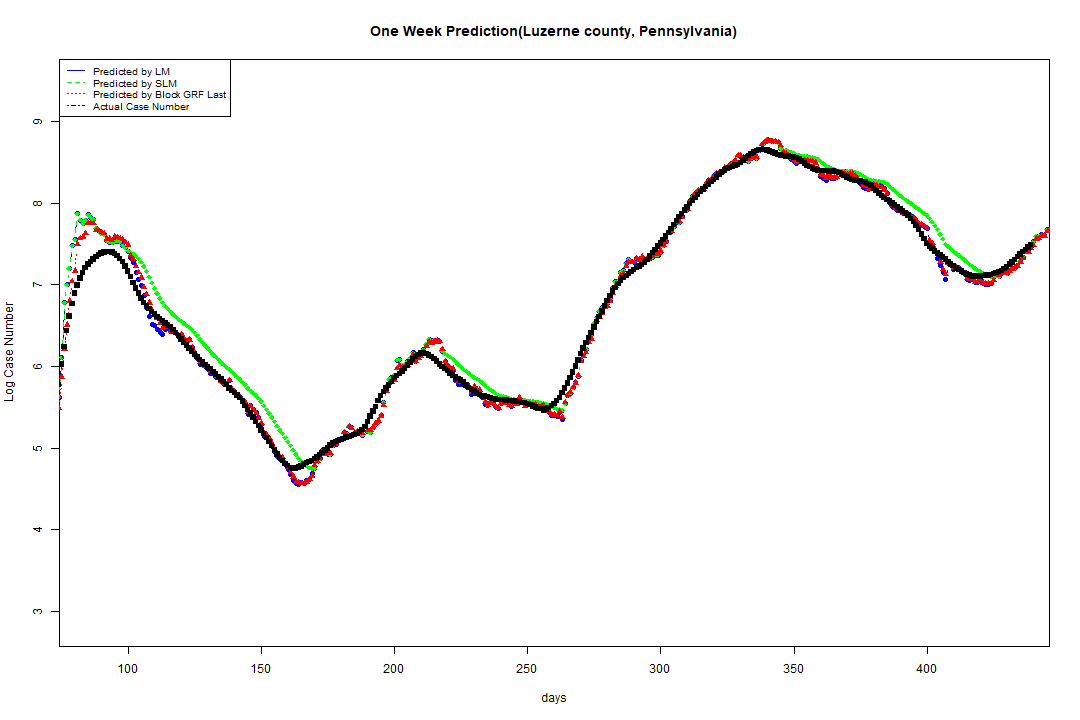 One Week Prediction(Luzerne county, Pennsylvania)
Predicted by LM
Predicted by SLM
Predicted by Block GRF Last
Actual Case Number
9
8
7
6
5
4
3
Log Case Number
100 150 200 250 300 350 400
days